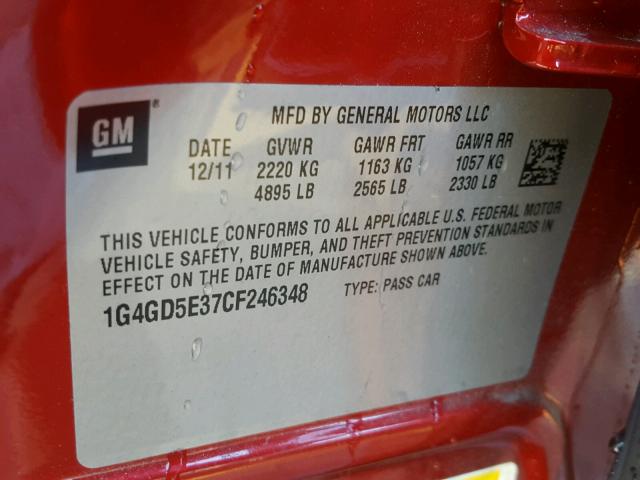 GM®
MFD BY GENERAL MOTORS LLC
DATE GVWR GAWR FRT GAWR RR
12/11 2220 KG 1163 KG 1057 KG
4895 LB 2565 LB 2330 LB
THIS VEHICLE CONFORMS TO ALL APPLICABLE U.S. FEDERAL MOTOR
VEHICLE SAFETY, BUMPER, AND THEFT PREVENTION STANDARDS IN
EFFECT ON THE DATE OF MANUFACTURE SHOWN ABOVE.
1G4GD5E37CF246348 TYPE: PASS CAR